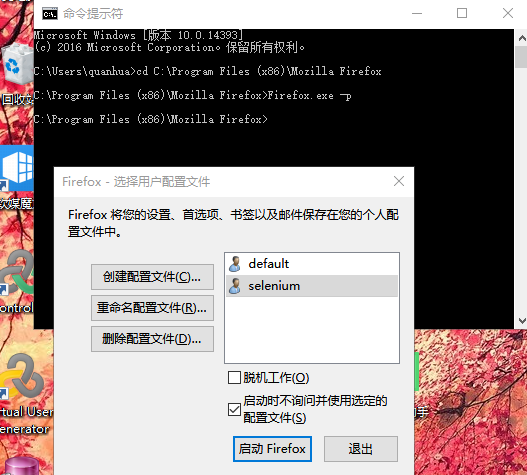 命令提示符
Microsoft Windows [版本 10.0.14393]
(c) 2016 Microsoft Corporation。保留所有权利。
C:\Users\quanhua>cd C:\Program Files (x86)\Mozilla Firefox
C:\Program Files (x86)\Mozilla Firefox>Firefox.exe -p
C:\Program Files (x86)\Mozilla Firefox>
回收
软媒魔
ontrol
rtual User
enerator
Firefox - 选择用户配置文件
Firefox 将您的设置、首选项、书签以及邮件保存在您的个人配
置文件中。
default
selenium
创建配置文件(C)...
重命名配置文件(R)...
删除配置文件(D)...
脱机工作(O)
启动时不询问并使用选定的
配置文件(S)
启动 Firefox
退出
手